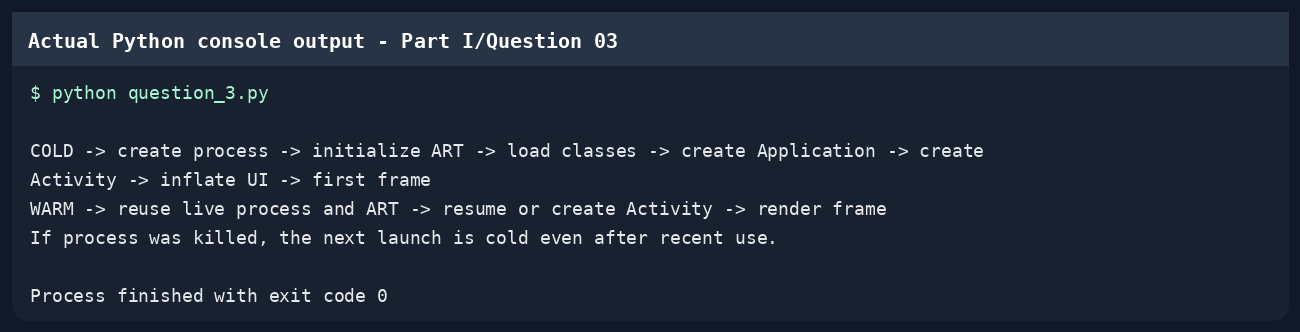 Actual Python console output - Part I/Question 03
$ python question_3.py
COLD -> create process -> initialize ART -> load classes -> create Application -> create
Activity -> inflate UI -> first frame
WARM -> reuse live process and ART -> resume or create Activity -> render frame
If process was killed, the next launch is cold even after recent use.
Process finished with exit code 0